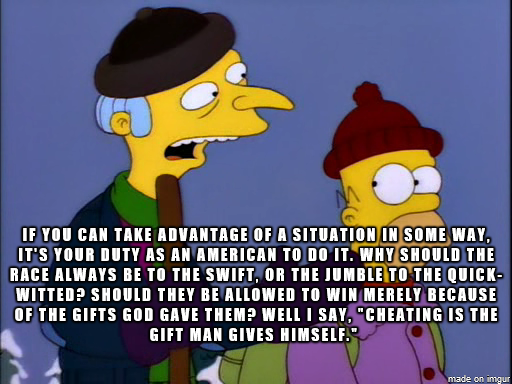 IF YOU CAN TAKE ADVANTAGE OF A SITUATION IN SOME WAY,
IT'S YOUR DUTY AS AN AMERICAN TO DO IT. WHY SHOULD THE
RACE ALWAYS BE TO THE SWIFT, OR THE JUMBLE TO THE QUICK-
WITTED? SHOULD THEY BE ALLOWED TO WIN MERELY BECAUSE
OF THE GIFTS GOD GAVE THEM? WELL I SAY, "CHEATING IS THE
GIFT MAN GIVES HIMSELF."
made on imgur